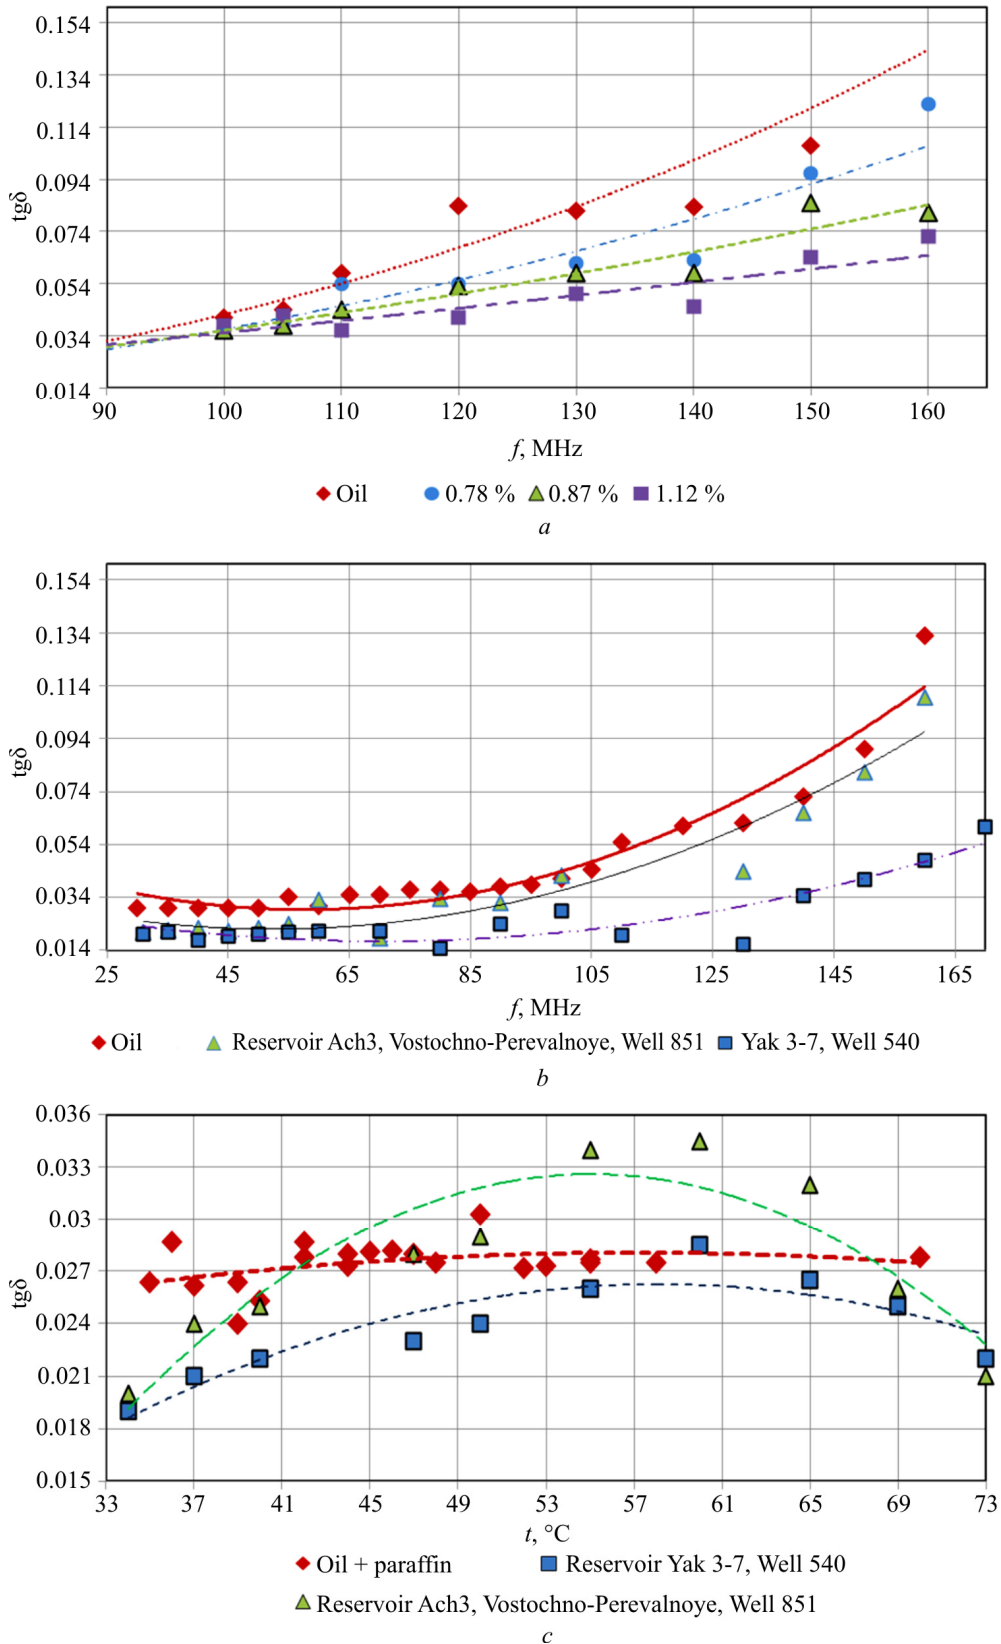 0.154
0.134
0.114
0.094
0.074
0.054
0.034
0.014
tgδ
90 100 110 120 130 140 150 160
f, MHz
Oil 0.78 % 0.87 % 1.12 %
a
0.154
0.134
0.114
0.094
0.074
0.054
0.034
0.014
tgδ
25 45 65 85 105 125 145 165
f, MHz
Oil Reservoir Ach3, Vostochno-Perevalnoye, Well 851 Yak 3-7, Well 540
b
0.036
0.033
0.03
0.027
0.024
0.021
0.018
0.015
tgδ
33 37 41 45 49 53 57 61 65 69 73
t, °C
Oil + paraffin Reservoir Yak 3-7, Well 540
Reservoir Ach3, Vostochno-Perevalnoye, Well 851
c